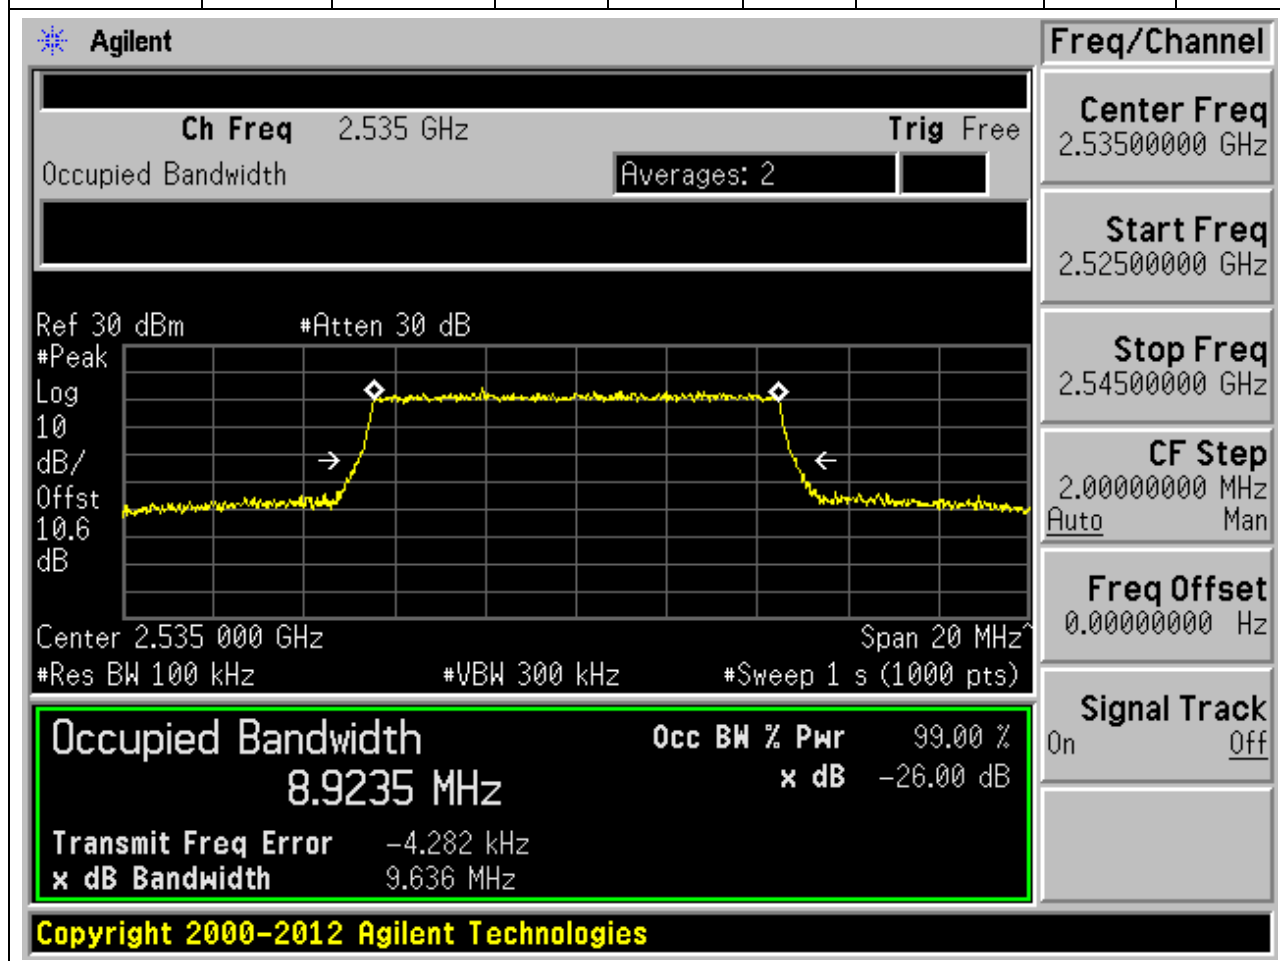 Agilent
Freq/Channel
Ch Freq 2.535 GHz Trig Free
Occupied Bandwidth Averages: 2
Center Freq
2.53500000 GHz
Start Freq
2.52500000 GHz
Stop Freq
2.54500000 GHz
CF Step
2.00000000 MHz
Auto Man
Freq Offset
0.00000000 Hz
Signal Track
On Off
Ref 30 dBm #Atten 30 dB
#Peak
Log
10
dB/
Offst
10.6
dB
Center 2.535 000 GHz Span 20 MHz^
#Res BW 100 kHz #VBW 300 kHz #Sweep 1 s (1000 pts)
Occupied Bandwidth Occ BW % Pwr 99.00 %
8.9235 MHz x dB -26.00 dB
Transmit Freq Error -4.282 kHz
x dB Bandwidth 9.636 MHz
Copyright 2000-2012 Agilent Technologies